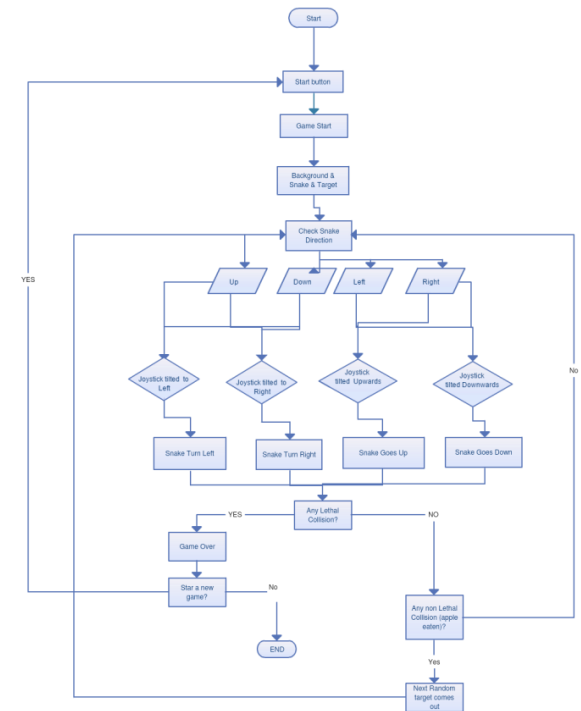 Start
Start button
Game Start
Background &
Snake & Target
Check Snake
Direction
Up
Down
Left
Right
YES
No
Joystick tilted to
Left
Joystick tilted to
Right
Joystick
tilted Upwards
Joystick
tilted Downwards
Snake Turn Left
Snake Turn Right
Snake Goes Up
Snake Goes Down
Any Lethal
Collision?
YES
NO
Game Over
Star a new
game?
No
END
Any non Lethal
Collision (apple
eaten)?
Yes
Next Random
target comes
out